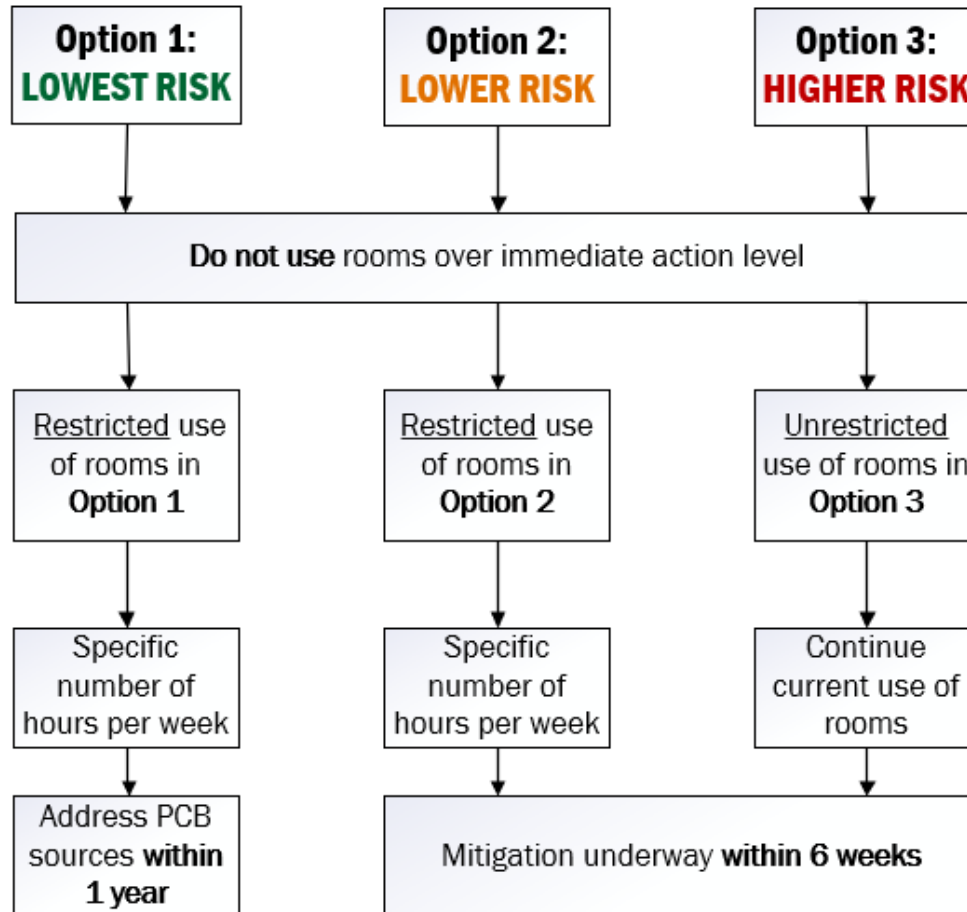 Option 1:
LOWEST RISK
Option 2:
LOWER RISK
Option 3:
HIGHER RISK
Do not use rooms over immediate action level
Restricted use
of rooms in
Option 1
Restricted use
of rooms in
Option 2
Unrestricted
use of rooms in
Option 3
Specific
number of
hours per week
Specific
number of
hours per week
Continue
current use of
rooms
Address PCB
sources within
1 year
Mitigation underway within 6 weeks